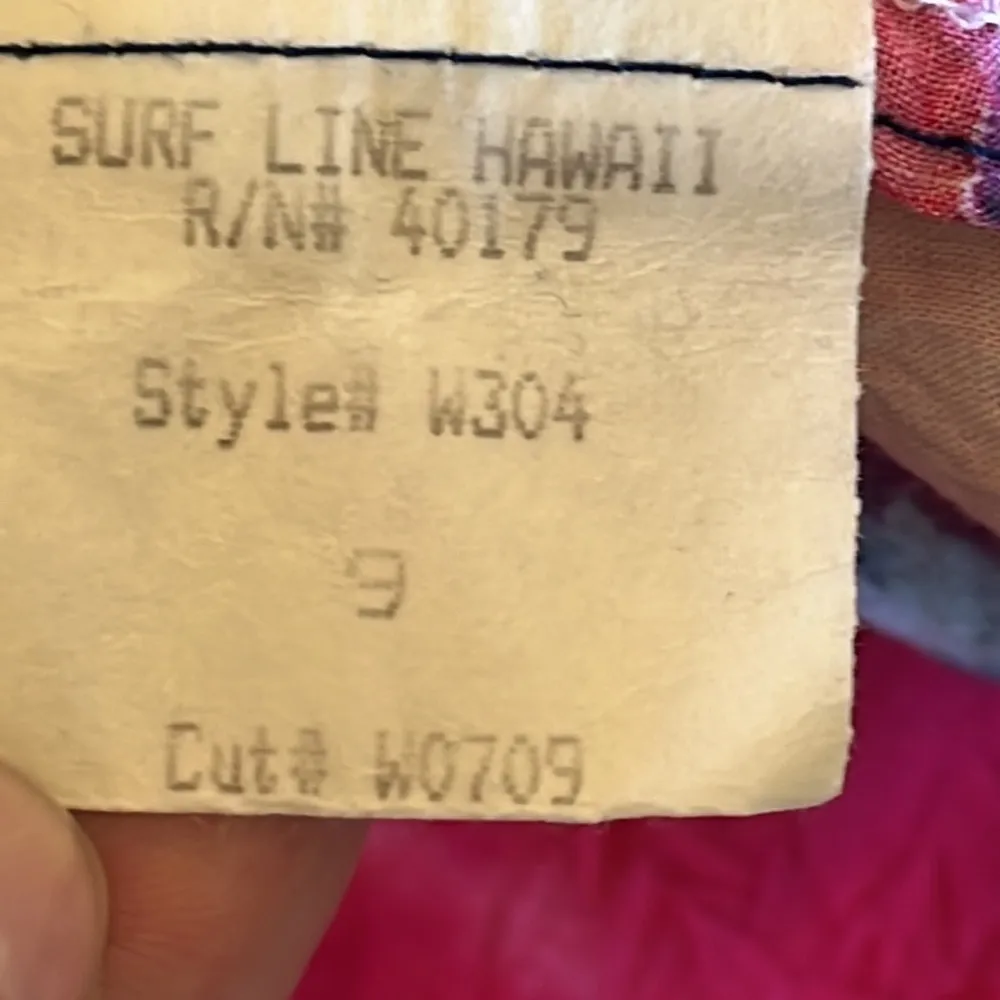 SURF LINE HAWAII
R/N# 40179
Style# W304
9
Cut# W0709